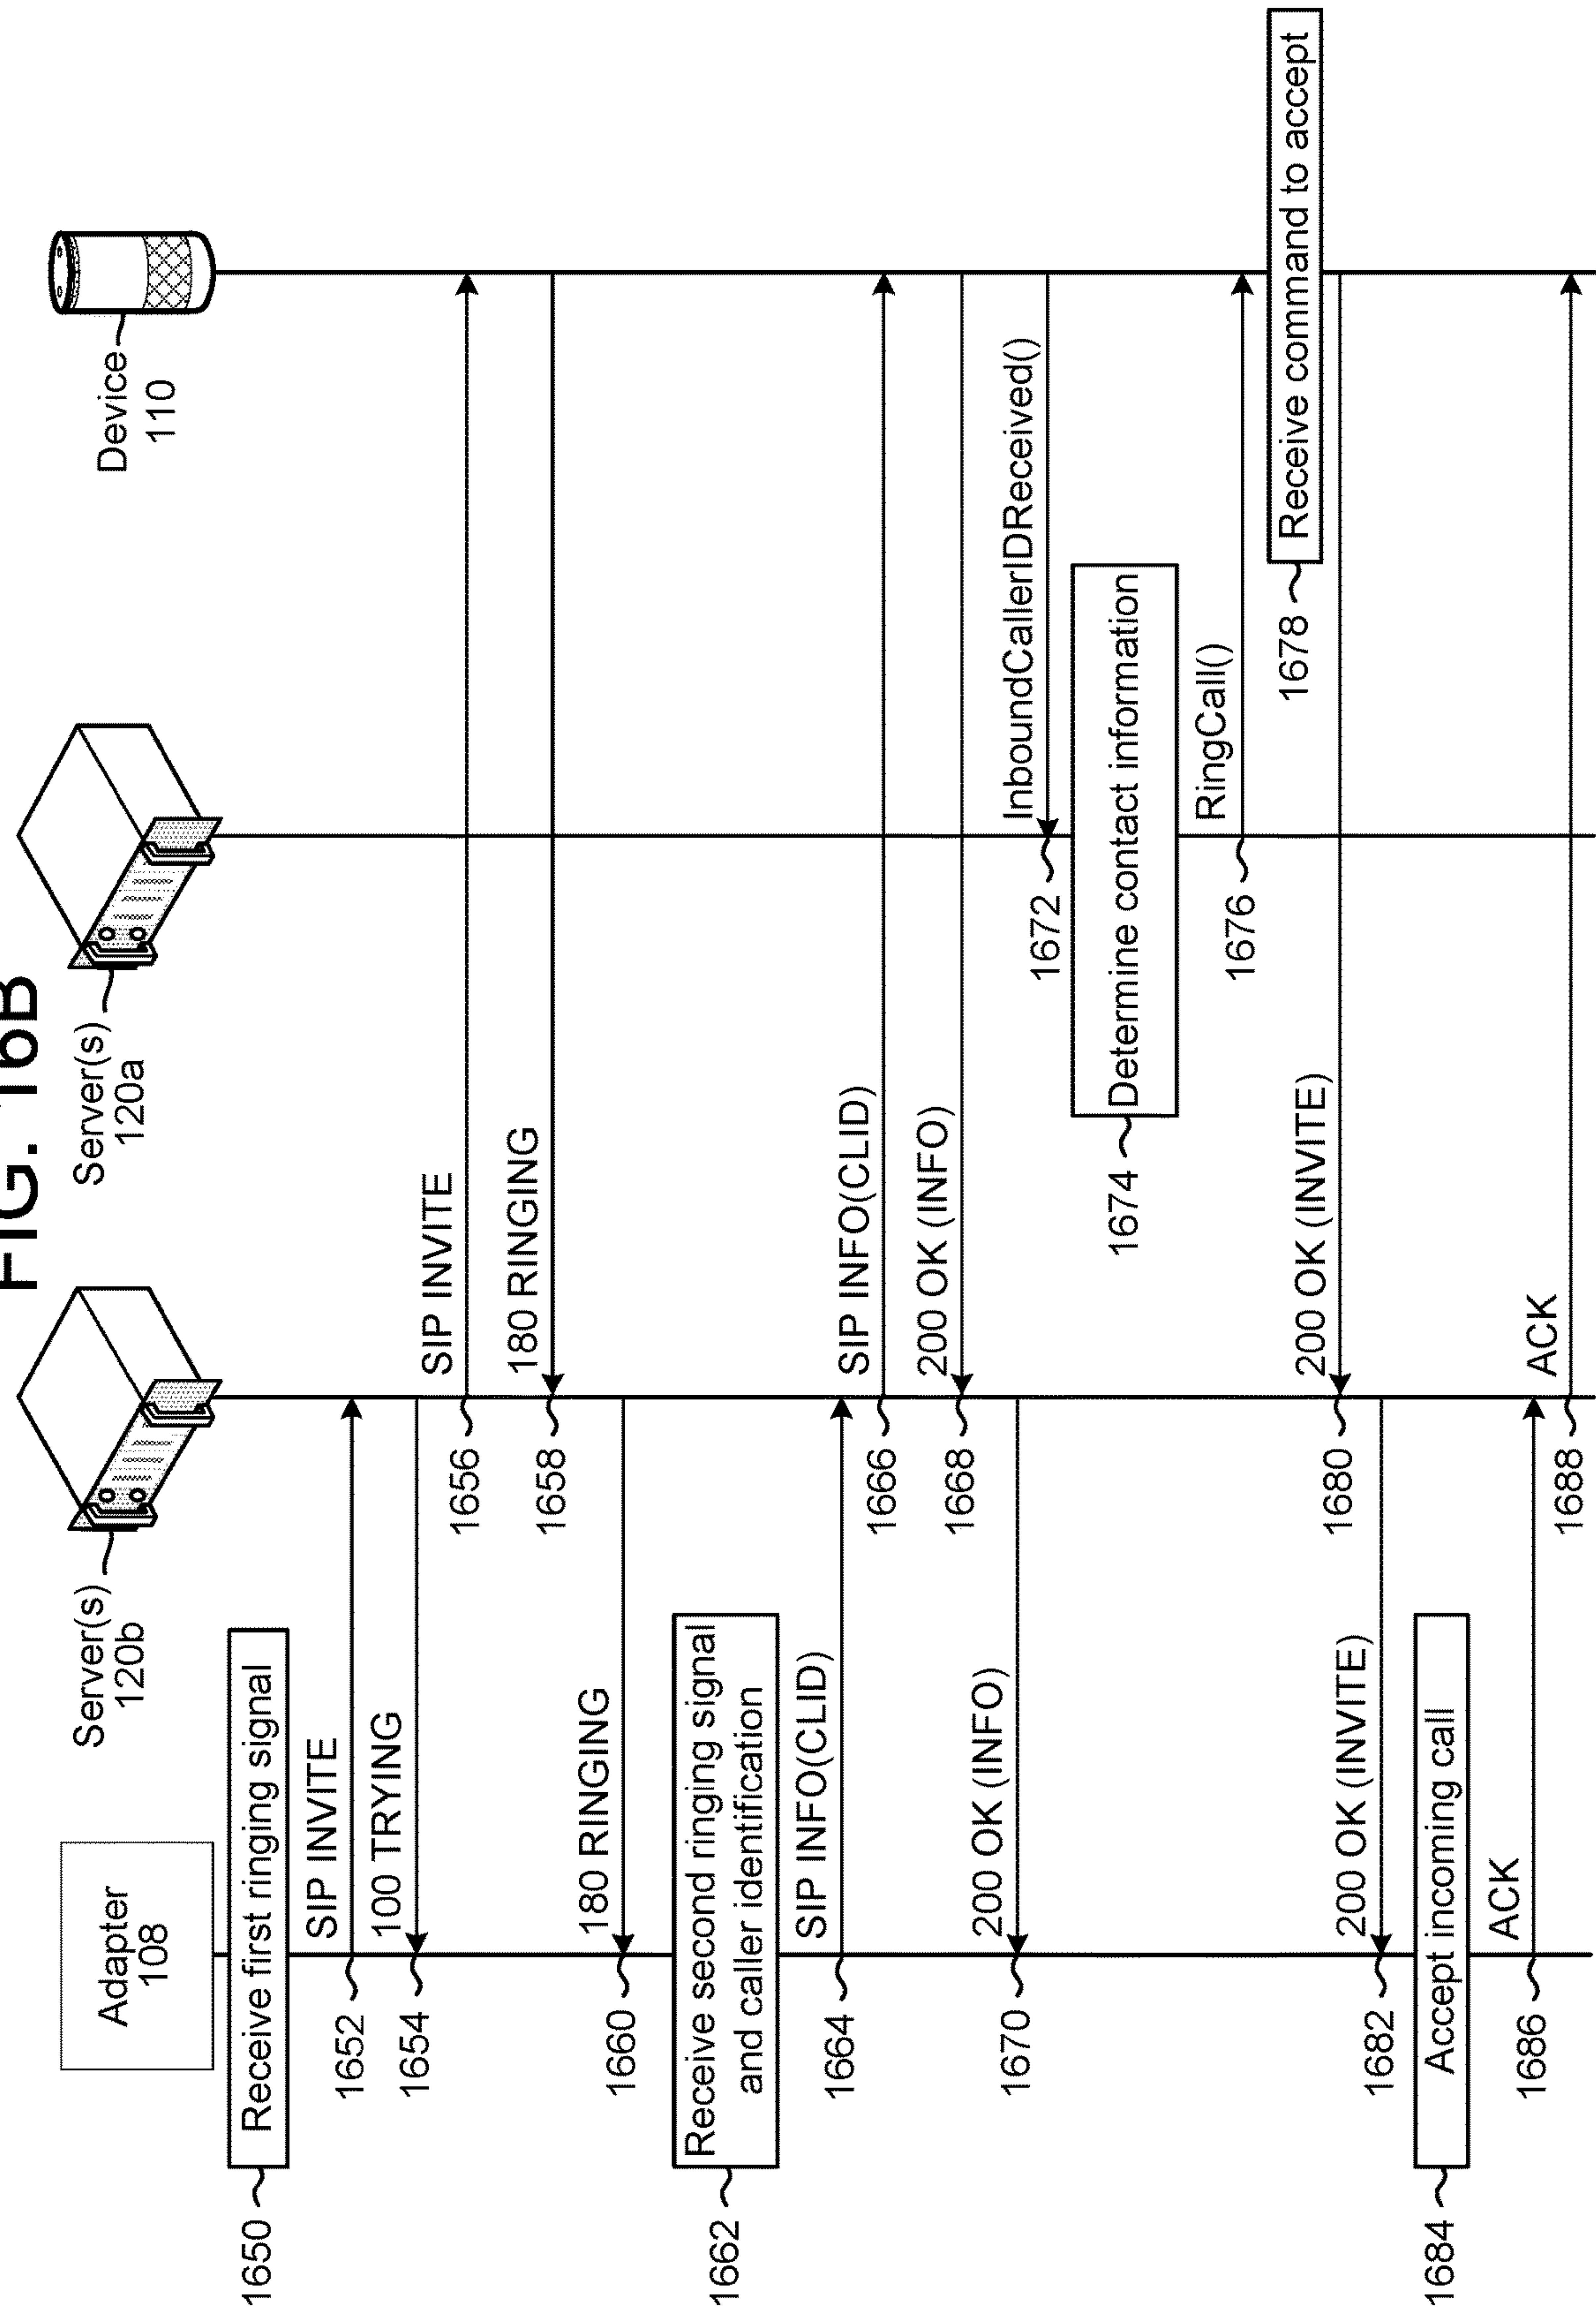 FIG. 16B
Adapter
108
Server(s)
120b
Server(s)
120a
Device
110
1650
Receive first ringing signal
SIP INVITE
1652
100 TRYING
1654
SIP INVITE
1656
180 RINGING
1658
180 RINGING
1660
1662
Receive second ringing signal
and caller identification
SIP INFO(CLID)
1664
SIP INFO(CLID)
1666
200 OK (INFO)
1668
200 OK (INFO)
1670
InboundCallerIDReceived()
1672
1674
Determine contact information
RingCall()
1676
1678
Receive command to accept
200 OK (INVITE)
1680
200 OK (INVITE)
1682
1684
Accept incoming call
ACK
1686
ACK
1688